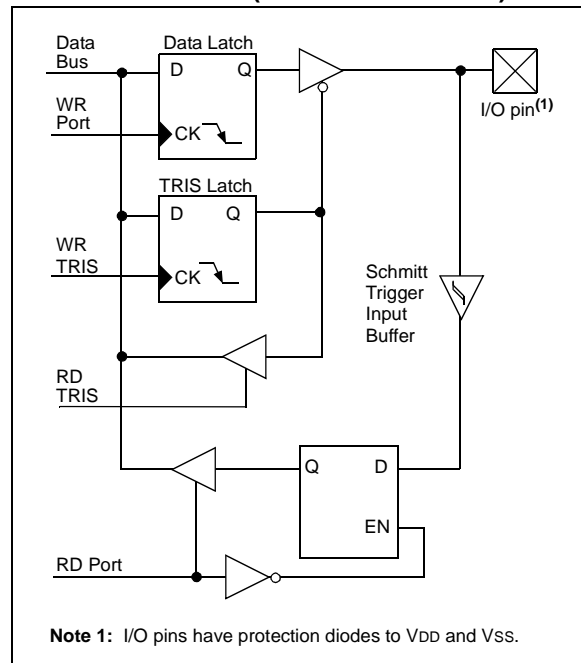 Data
Bus
Data Latch
D Q
WR
Port
CK
I/O pin(1)
TRIS Latch
D Q
WR
TRIS
CK
Schmitt
Trigger
Input
Buffer
RD
TRIS
Q D
EN
RD Port
Note 1: I/O pins have protection diodes to VDD and VSS.